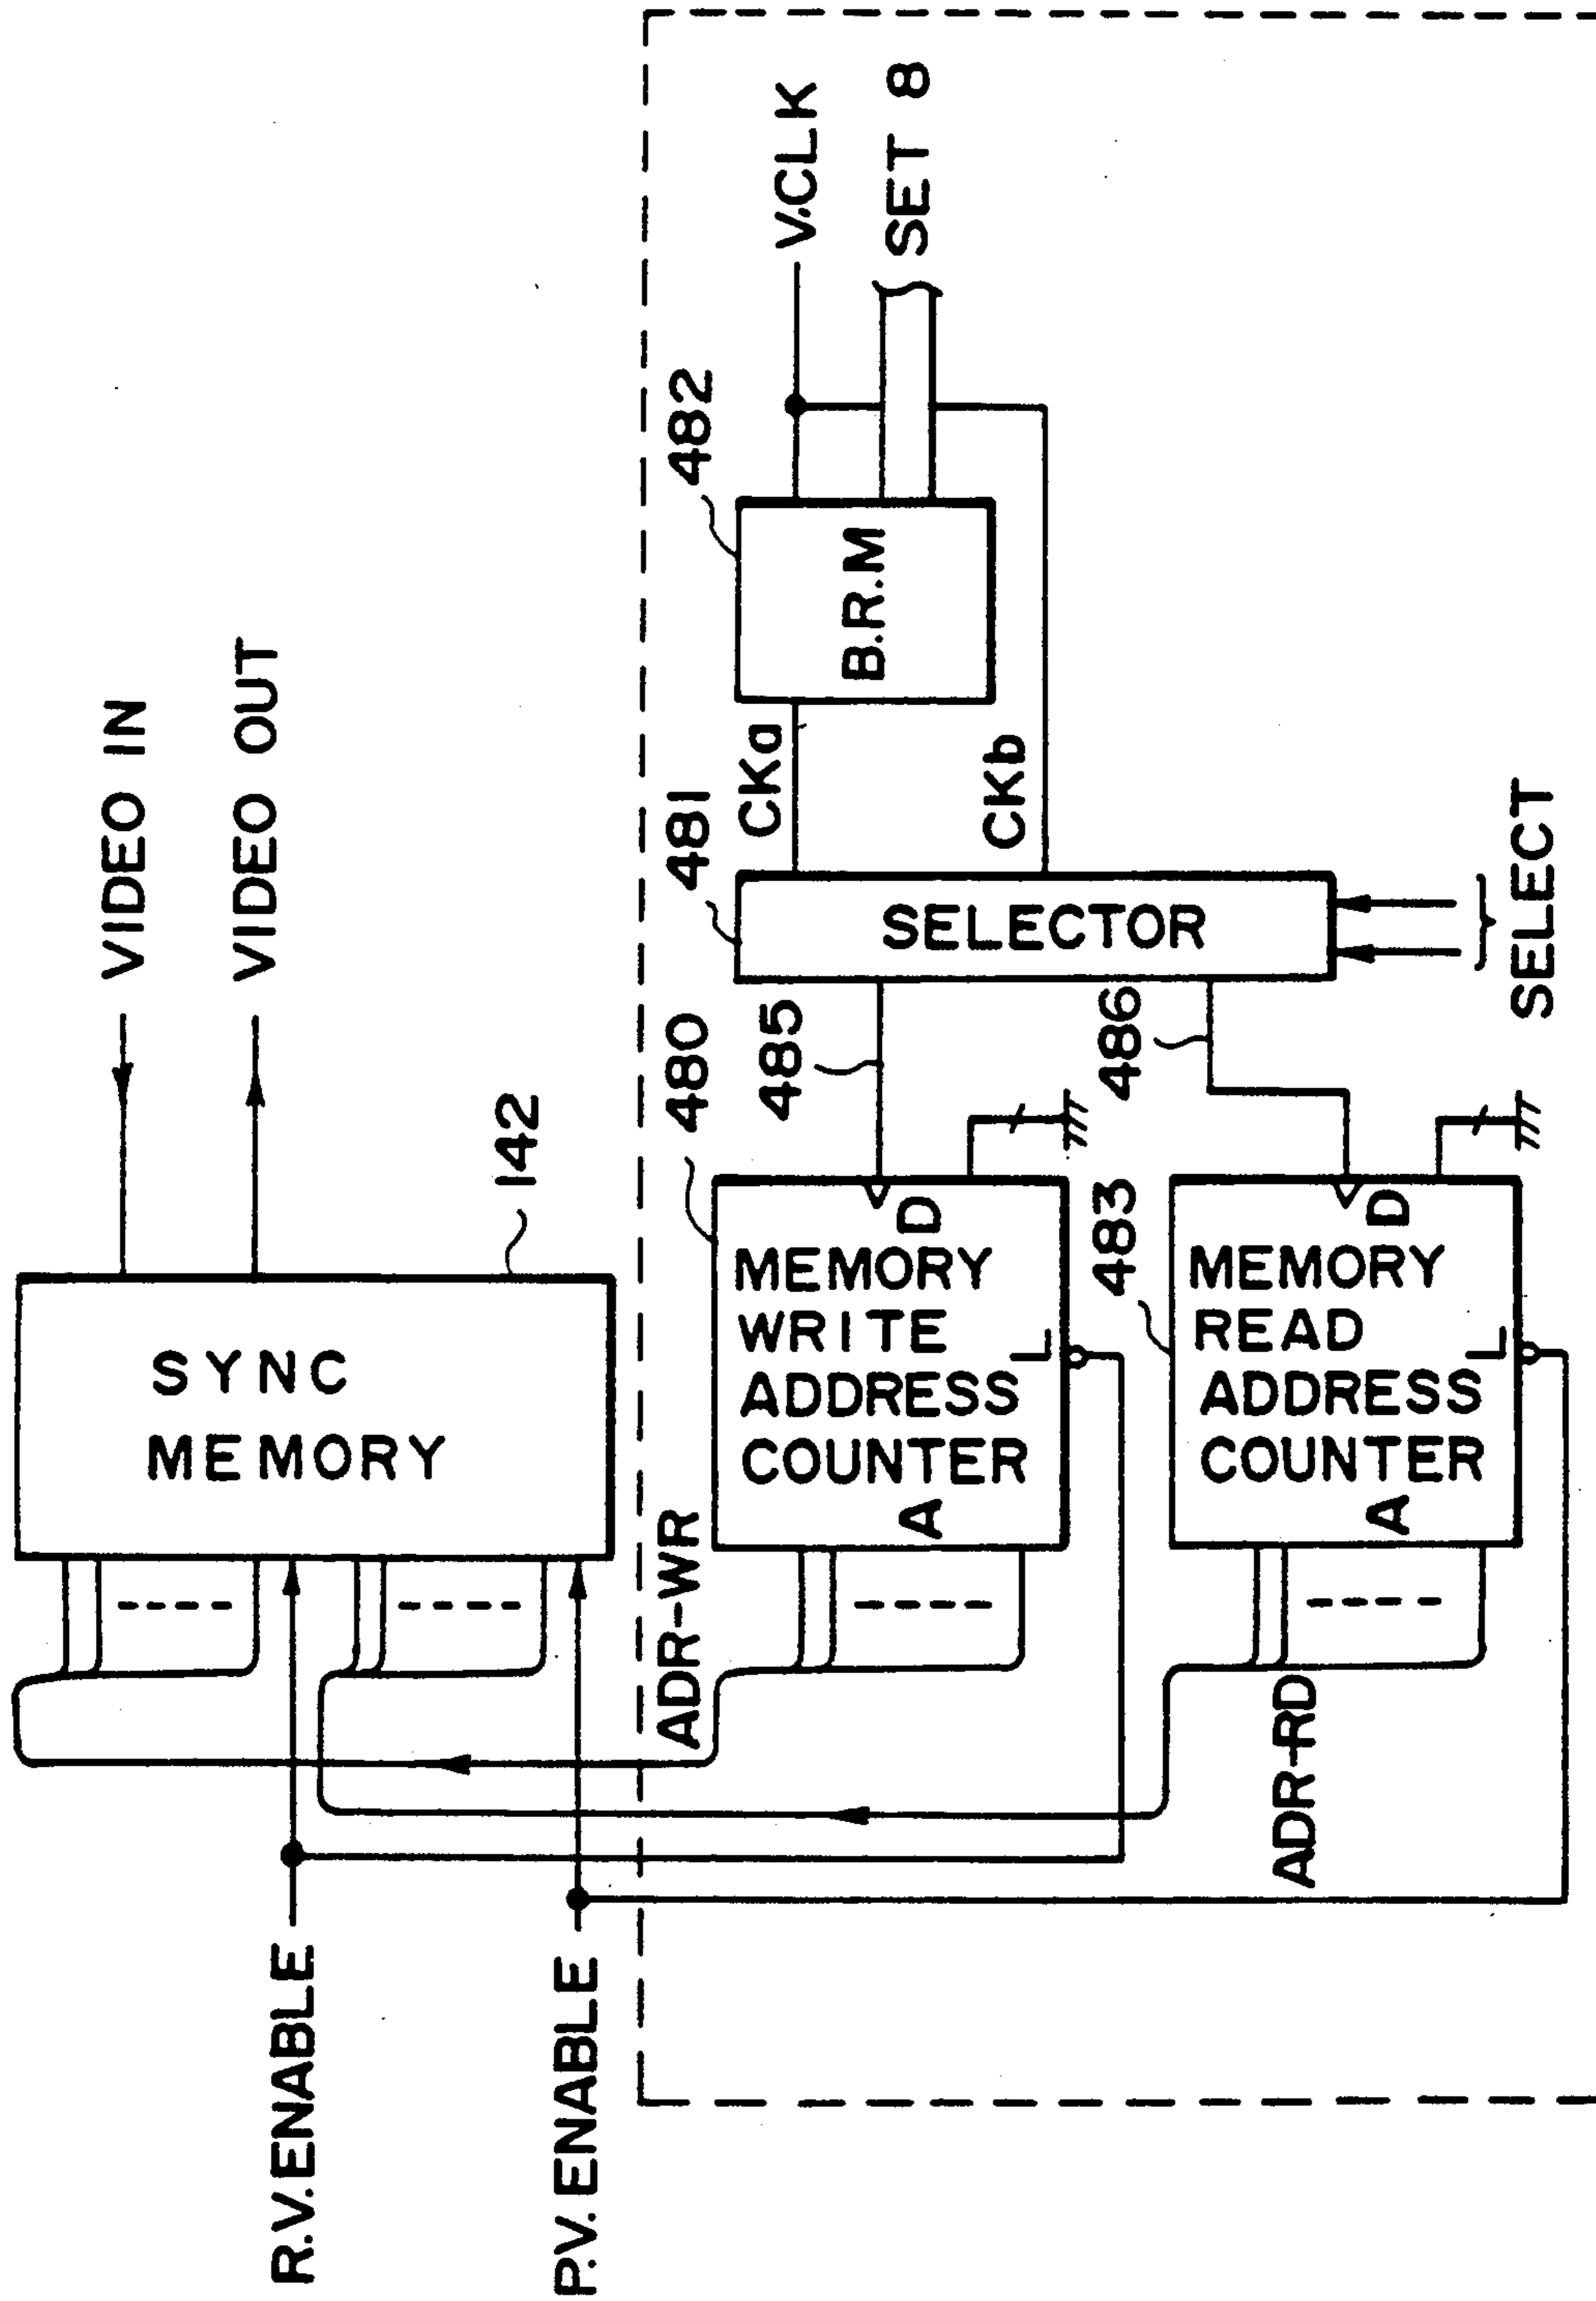 VIDEO IN
VIDEO OUT
142
SYNC
MEMORY
R.V. ENABLE
P.V. ENABLE
V.CLK
SET 8
482
B.R.M
CKa
CKb
481
SELECTOR
SELECT
480
485
486
D
MEMORY
WRITE
ADDRESS
COUNTER
L
A
ADR-WR
483
D
MEMORY
READ
ADDRESS
COUNTER
L
A
ADR-RD